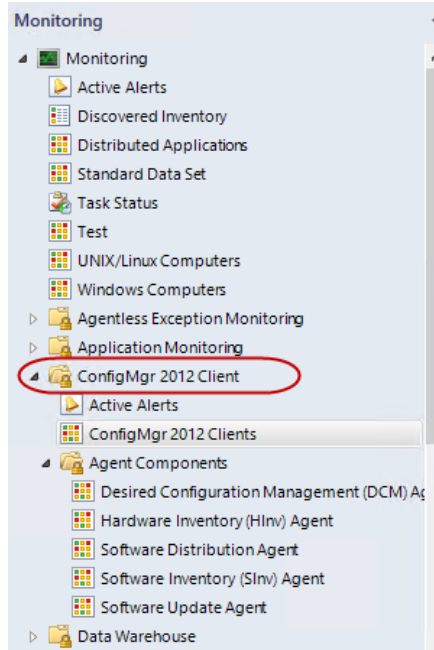 Monitoring
Monitoring
Active Alerts
Discovered Inventory
Distributed Applications
Standard Data Set
Task Status
Test
UNIX/Linux Computers
Windows Computers
Agentless Exception Monitoring
Application Monitoring
ConfigMgr 2012 Client
Active Alerts
ConfigMgr 2012 Clients
Agent Components
Desired Configuration Management (DCM) Ag
Hardware Inventory (HInv) Agent
Software Distribution Agent
Software Inventory (SInv) Agent
Software Update Agent
Data Warehouse